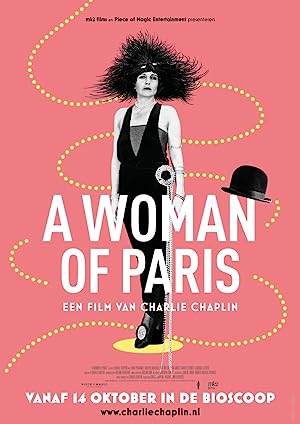 mk2 films en Piece of Magic Entertainment presenteren
A WOMAN
OF PARIS
EEN FILM VAN CHARLIE CHAPLIN
VANAF 14 OKTOBER IN DE BIOSCOOP
www.charliechaplin.nl